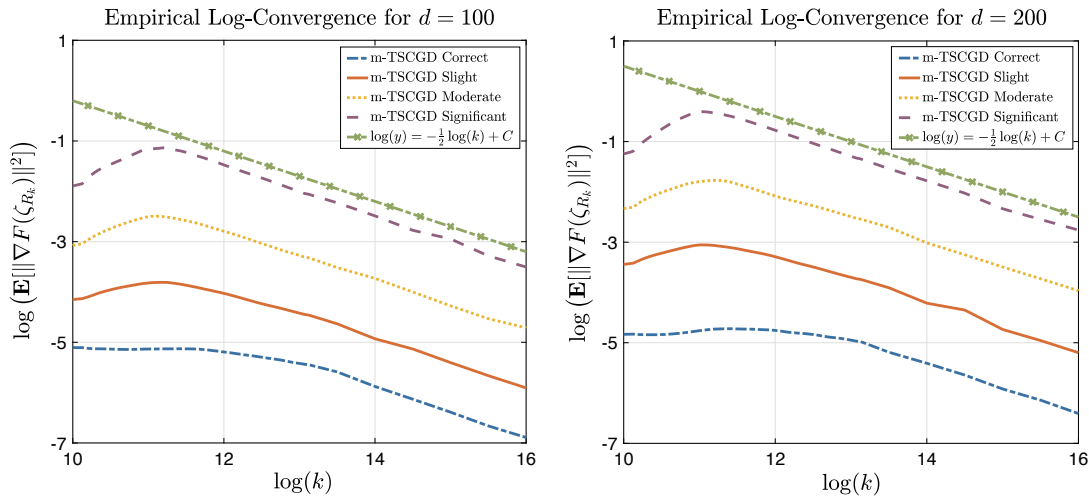 Empirical Log-Convergence for d = 100
1
-1
-3
-5
-7
10
12
14
16
log(k)
log (E[||∇F(ζ_{R_k})||²])
m-TSCGD Correct
m-TSCGD Slight
m-TSCGD Moderate
m-TSCGD Significant
log(y) = −½ log(k) + C
Empirical Log-Convergence for d = 200
1
-1
-3
-5
-7
10
12
14
16
log(k)
log (E[||∇F(ζ_{R_k})||²])
m-TSCGD Correct
m-TSCGD Slight
m-TSCGD Moderate
m-TSCGD Significant
log(y) = −½ log(k) + C